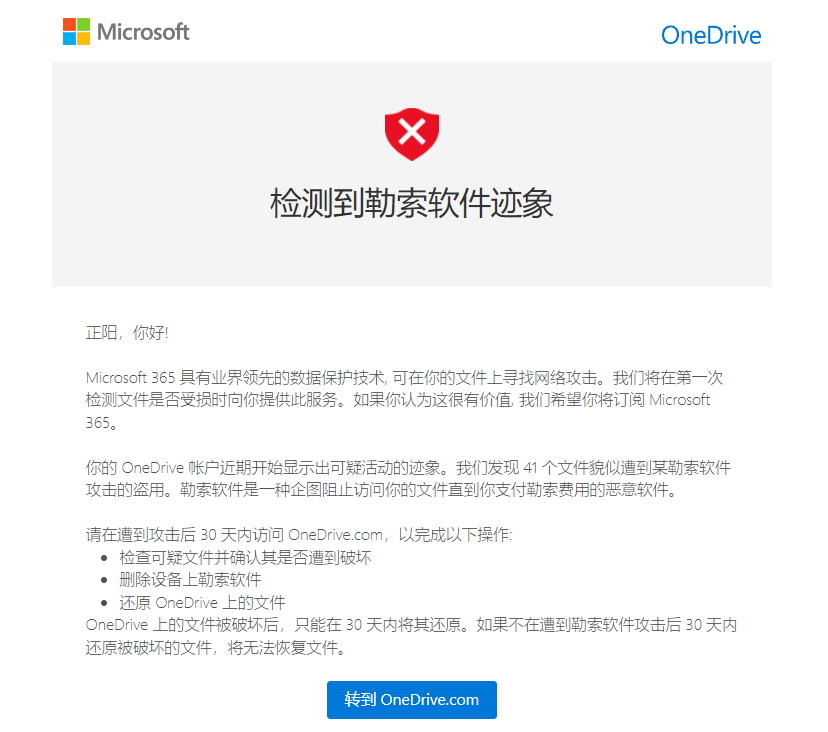 Microsoft
OneDrive
检测到勒索软件迹象
正阳，你好!
Microsoft 365 具有业界领先的数据保护技术, 可在你的文件上寻找网络攻击。我们将在第一次
检测文件是否受损时向你提供此服务。如果你认为这很有价值, 我们希望你将订阅 Microsoft
365。
你的 OneDrive 帐户近期开始显示出可疑活动的迹象。我们发现 41 个文件貌似遭到某勒索软件
攻击的盗用。勒索软件是一种企图阻止访问你的文件直到你支付勒索费用的恶意软件。
请在遭到攻击后 30 天内访问 OneDrive.com，以完成以下操作:
• 检查可疑文件并确认其是否遭到破坏
• 删除设备上勒索软件
• 还原 OneDrive 上的文件
OneDrive 上的文件被破坏后，只能在 30 天内将其还原。如果不在遭到勒索软件攻击后 30 天内
还原被破坏的文件，将无法恢复文件。
转到 OneDrive.com